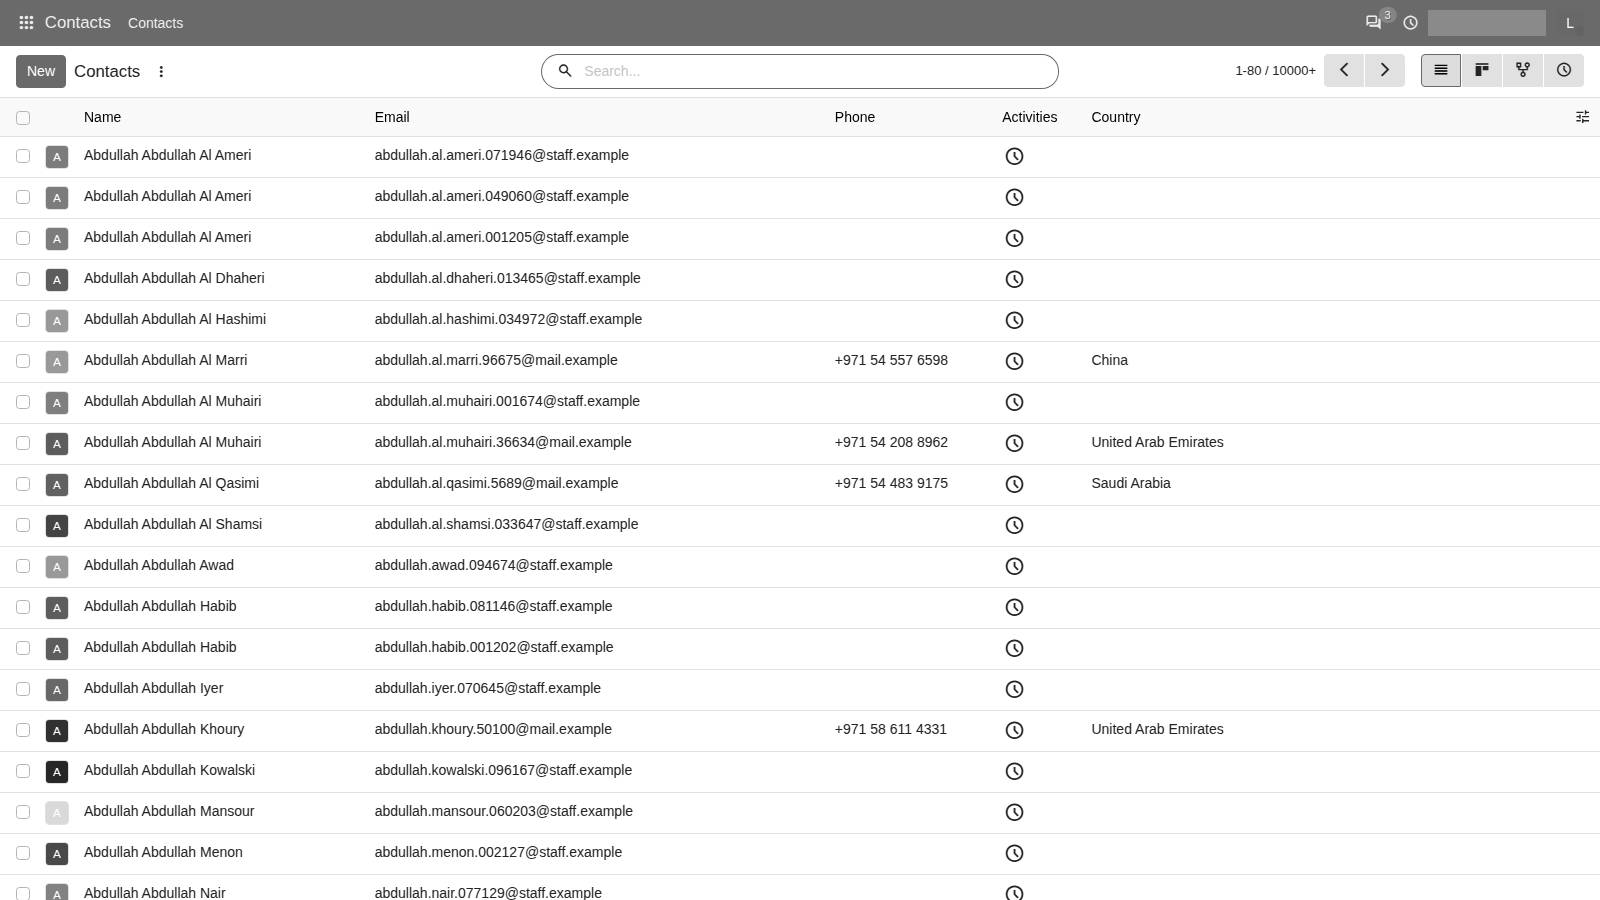 Contacts Contacts 3 L
New Contacts Search... 1-80 / 10000+
Name Email Phone Activities Country
A Abdullah Abdullah Al Ameri abdullah.al.ameri.071946@staff.example
A Abdullah Abdullah Al Ameri abdullah.al.ameri.049060@staff.example
A Abdullah Abdullah Al Ameri abdullah.al.ameri.001205@staff.example
A Abdullah Abdullah Al Dhaheri abdullah.al.dhaheri.013465@staff.example
A Abdullah Abdullah Al Hashimi abdullah.al.hashimi.034972@staff.example
A Abdullah Abdullah Al Marri abdullah.al.marri.96675@mail.example +971 54 557 6598 China
A Abdullah Abdullah Al Muhairi abdullah.al.muhairi.001674@staff.example
A Abdullah Abdullah Al Muhairi abdullah.al.muhairi.36634@mail.example +971 54 208 8962 United Arab Emirates
A Abdullah Abdullah Al Qasimi abdullah.al.qasimi.5689@mail.example +971 54 483 9175 Saudi Arabia
A Abdullah Abdullah Al Shamsi abdullah.al.shamsi.033647@staff.example
A Abdullah Abdullah Awad abdullah.awad.094674@staff.example
A Abdullah Abdullah Habib abdullah.habib.081146@staff.example
A Abdullah Abdullah Habib abdullah.habib.001202@staff.example
A Abdullah Abdullah Iyer abdullah.iyer.070645@staff.example
A Abdullah Abdullah Khoury abdullah.khoury.50100@mail.example +971 58 611 4331 United Arab Emirates
A Abdullah Abdullah Kowalski abdullah.kowalski.096167@staff.example
A Abdullah Abdullah Mansour abdullah.mansour.060203@staff.example
A Abdullah Abdullah Menon abdullah.menon.002127@staff.example
A Abdullah Abdullah Nair abdullah.nair.077129@staff.example